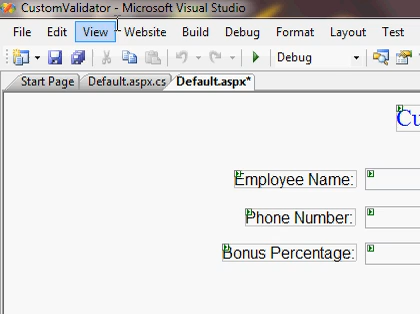 CustomValidator - Microsoft Visual Studio
File Edit View Website Build Debug Format Layout Test
Debug
Start Page Default.aspx.cs Default.aspx*
Cu
Employee Name:
Phone Number:
Bonus Percentage: